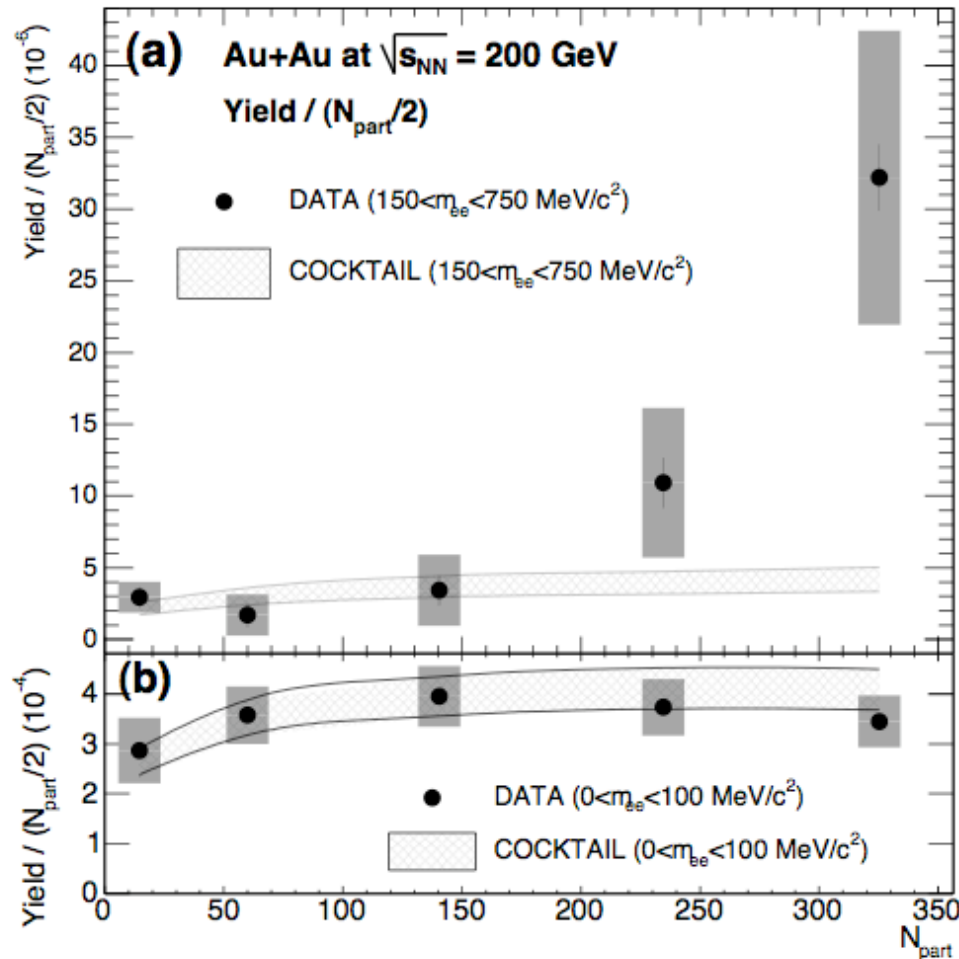 (a) Au+Au at √sNN = 200 GeV
Yield / (Npart/2)
DATA (150<mee<750 MeV/c2)
COCKTAIL (150<mee<750 MeV/c2)
Yield / (Npart/2) (10-6)
40
35
30
25
20
15
10
5
0
(b)
DATA (0<mee<100 MeV/c2)
COCKTAIL (0<mee<100 MeV/c2)
Yield / (Npart/2) (10-4)
4
3
2
1
0
0 50 100 150 200 250 300 350
Npart